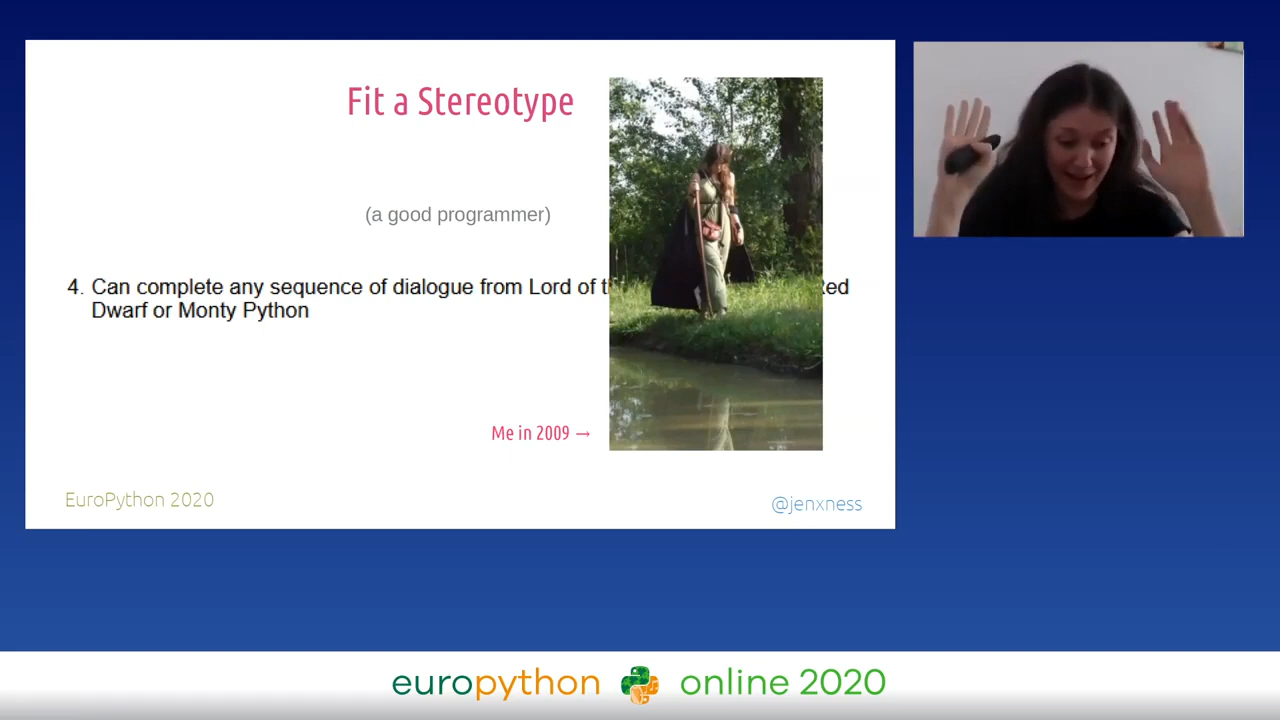 Fit a Stereotype
(a good programmer)
4. Can complete any sequence of dialogue from Lord of t ed
Dwarf or Monty Python
Me in 2009 →
EuroPython 2020
@jenxness
europython online 2020